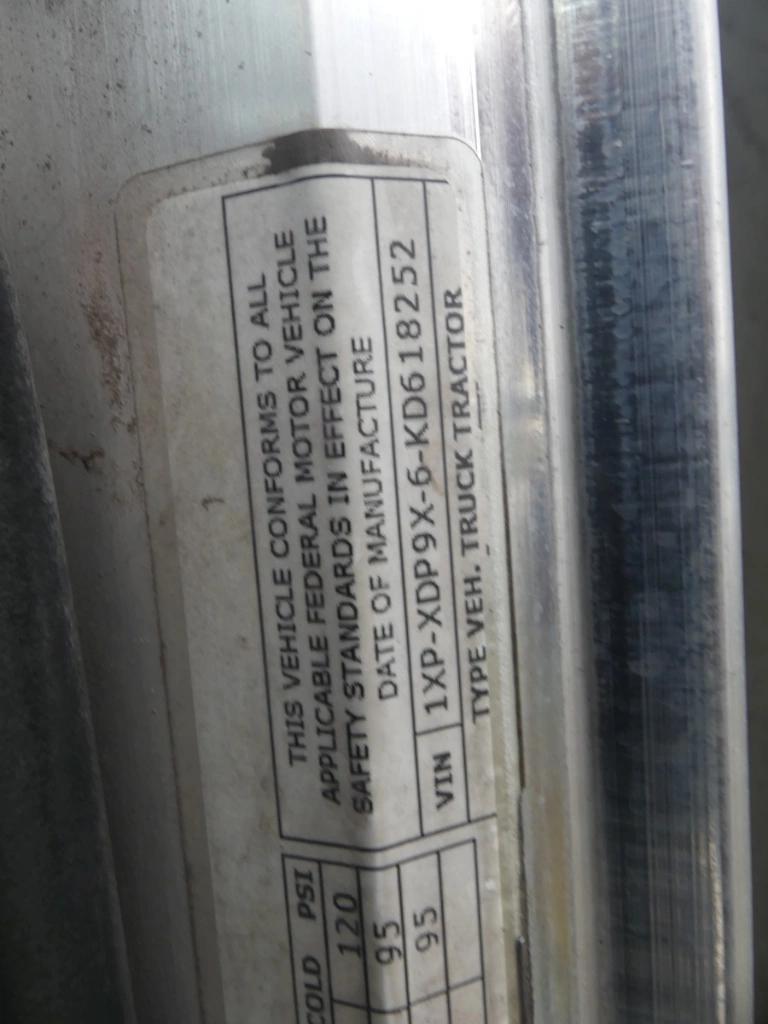 COLD PSI
120
95
95
THIS VEHICLE CONFORMS TO ALL
APPLICABLE FEDERAL MOTOR VEHICLE
SAFETY STANDARDS IN EFFECT ON THE
DATE OF MANUFACTURE
VIN 1XP-XDP9X-6-KD618252
TYPE VEH. TRUCK TRACTOR